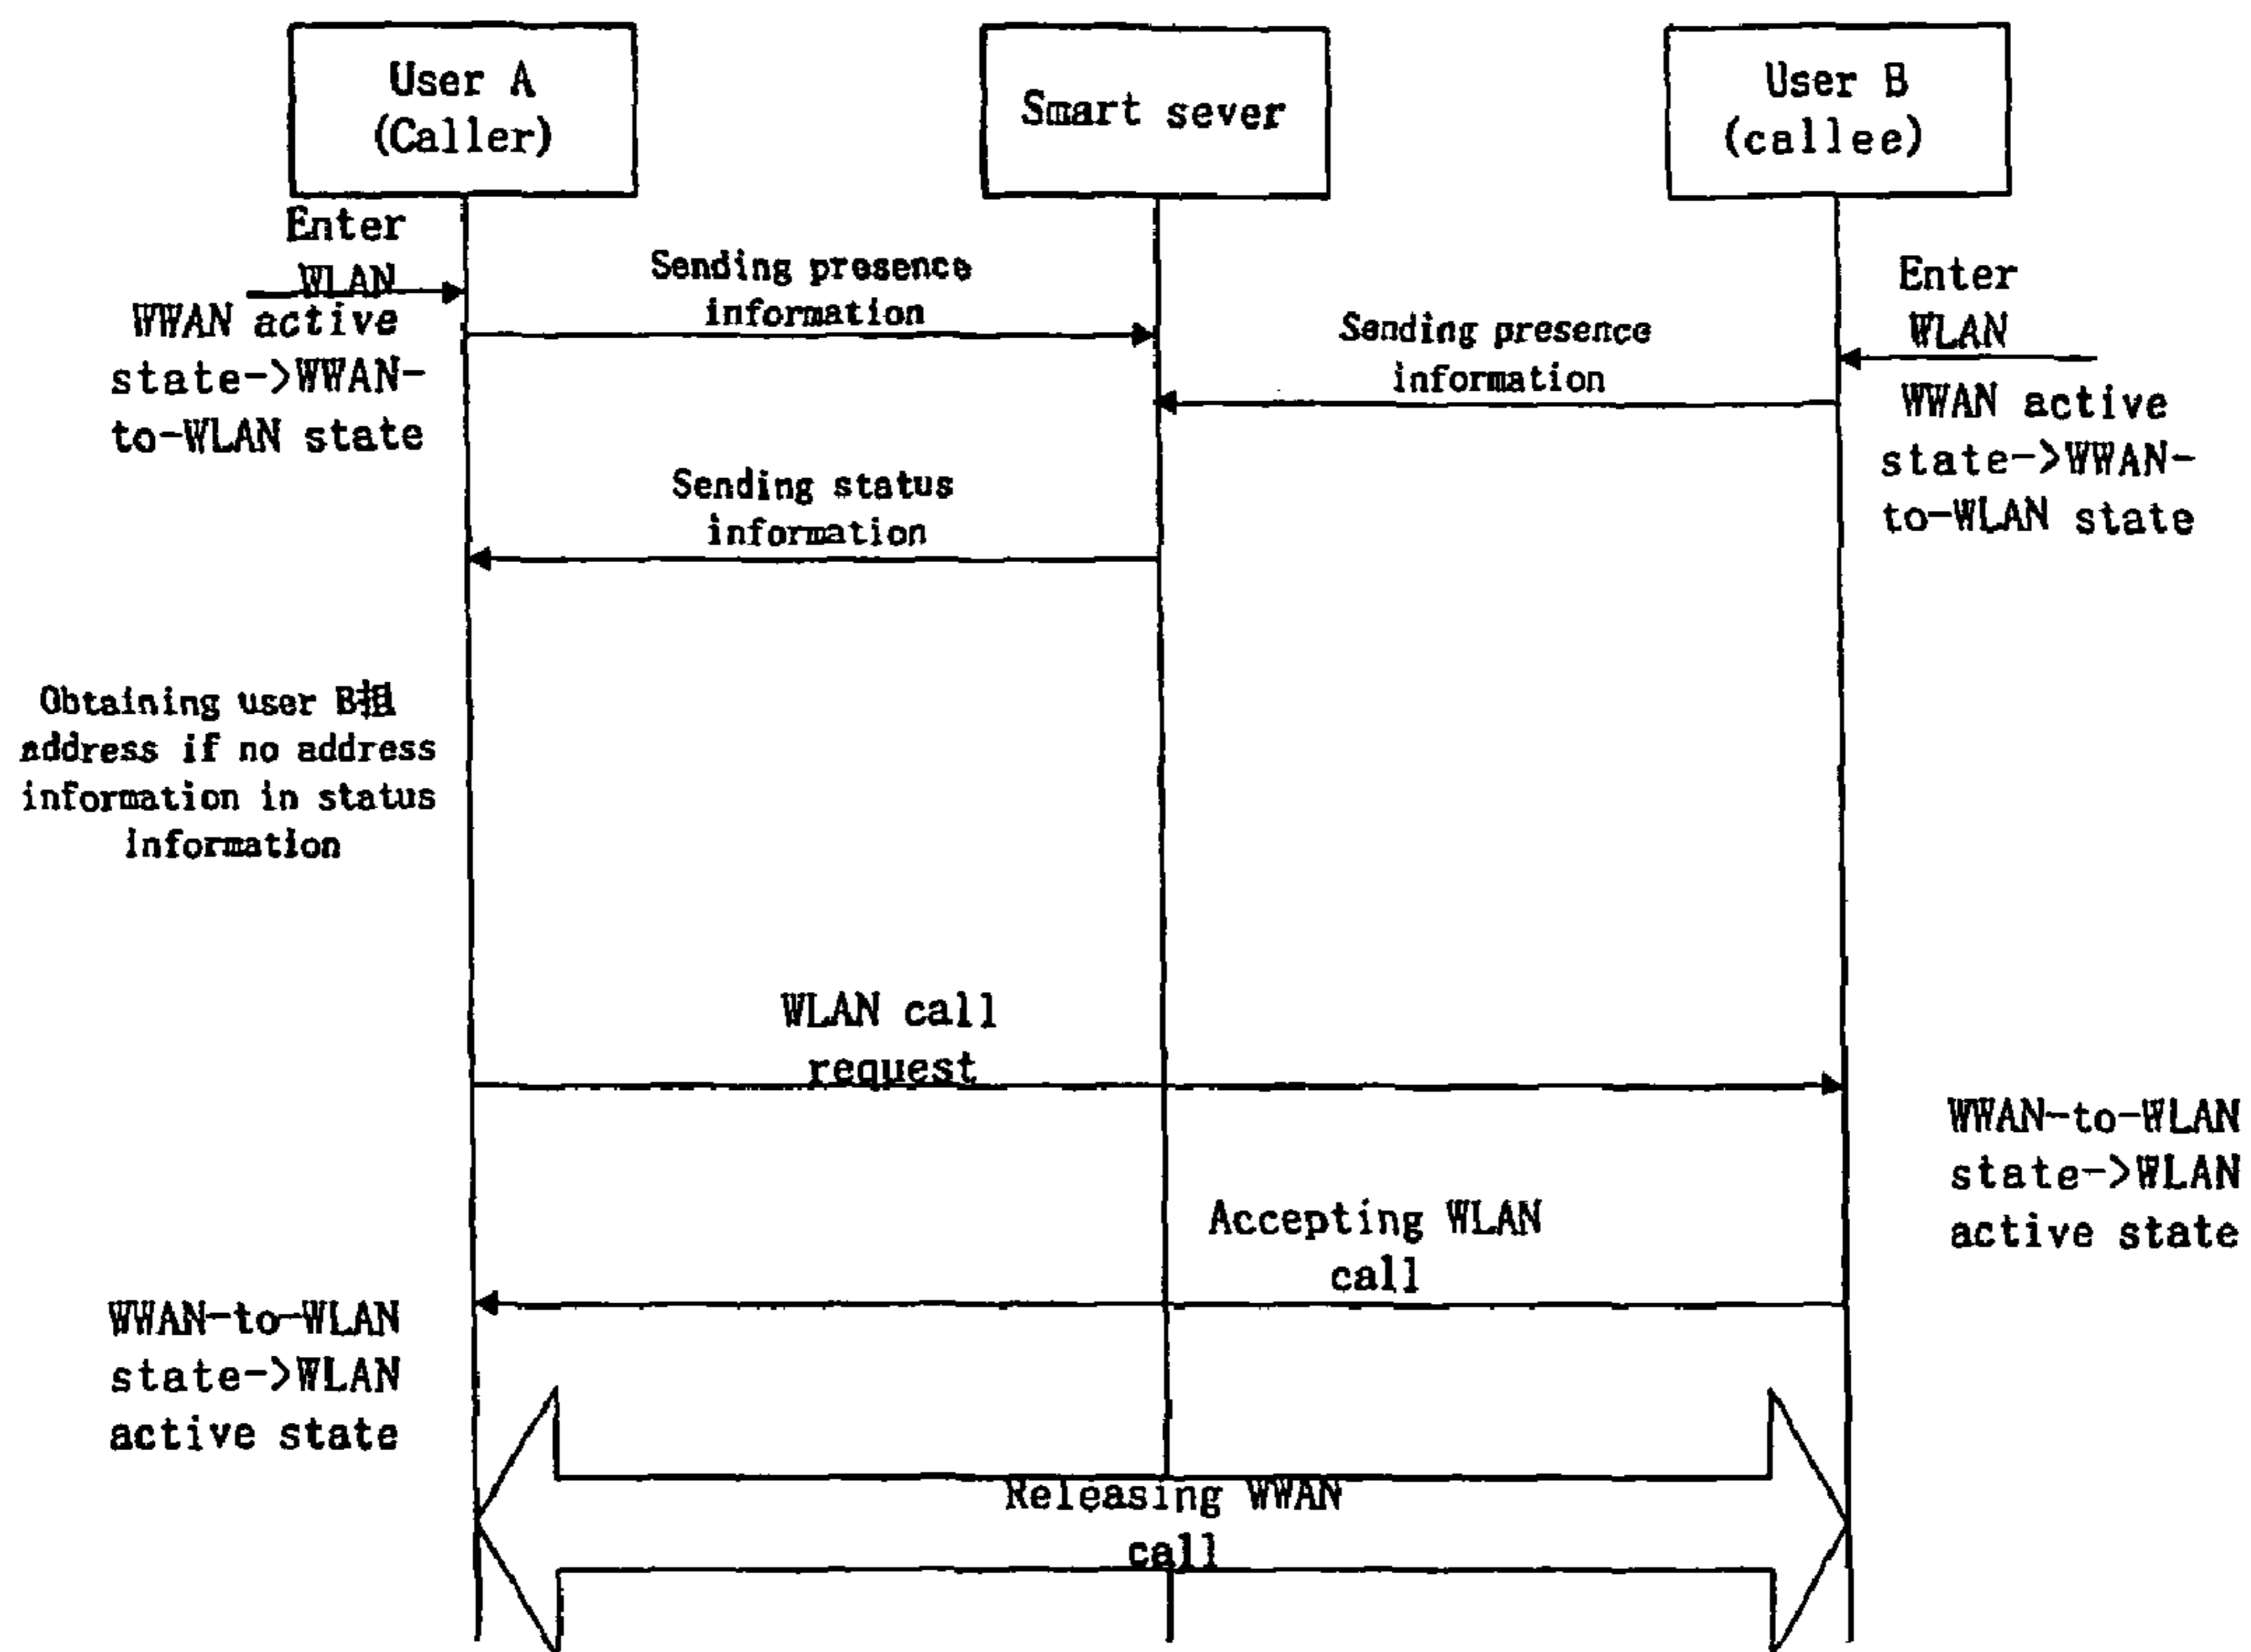 User A
(Caller)
Smart sever
User B
(callee)
Enter
WLAN
WWAN active
state->WWAN-
to-WLAN state
Sending presence
information
Enter
WLAN
Sending presence
information
WWAN active
state->WWAN-
to-WLAN state
Sending status
information
Obtaining user B
address if no address
information in status
information
WLAN call
request
WWAN-to-WLAN
state->WLAN
active state
Accepting WLAN
call
WWAN-to-WLAN
state->WLAN
active state
Releasing WWAN
call